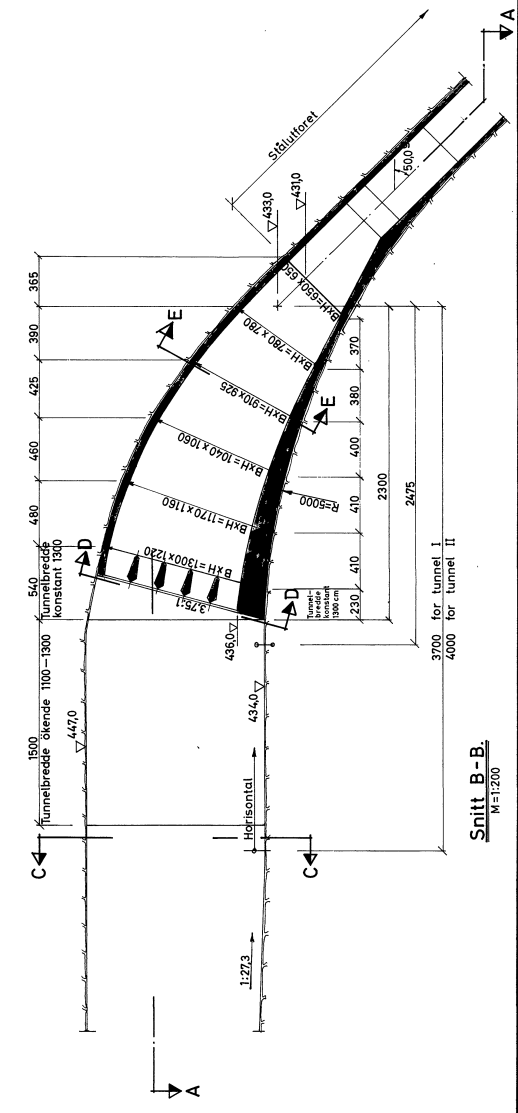 A
A
Stålutforet
50,0g
433,0
431,0
365
390
425
460
480
540
1500
Tunnelbredde
konstant 1300
Tunnelbredde ökende 1100-1300
E
E
D
D
C
C
BxH=650x650
BxH=780x780
BxH=910x925
BxH=1040x1060
BxH=1170x1160
BxH=1300x1220
3,75:1
R=5000
447,0
436,0
434,0
370
380
400
410
410
230
Tunnel-
bredde
konstant
1300 cm
2300
2475
3700 for tunnel I
4000 for tunnel II
Horisontal
1:27,3
Snitt B-B.
M=1:200